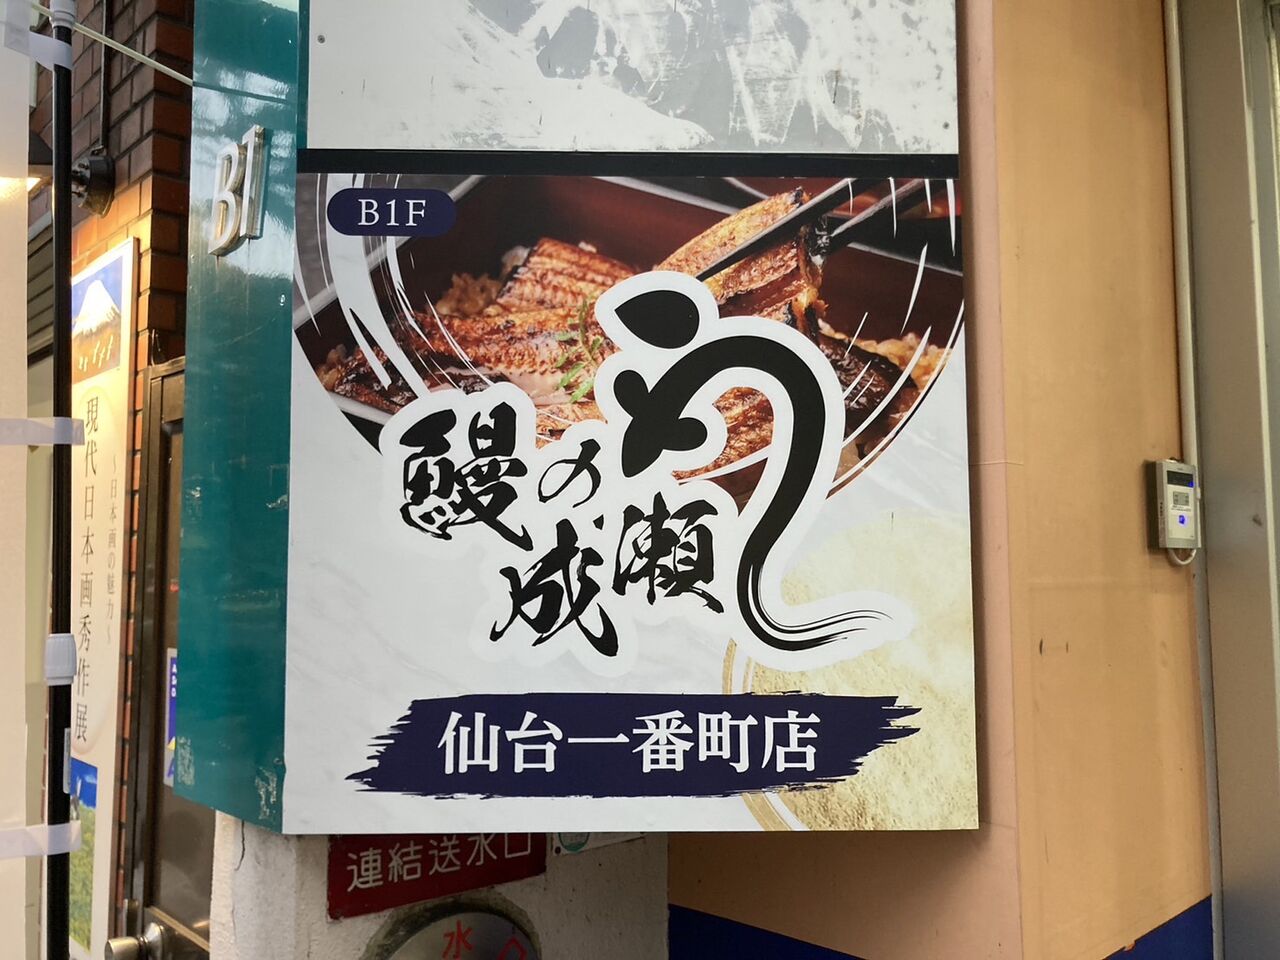 B1
B1F
う
鰻の成瀬
仙台一番町店
現代日本画秀作展
～日本画の魅力～
連結送水口
水